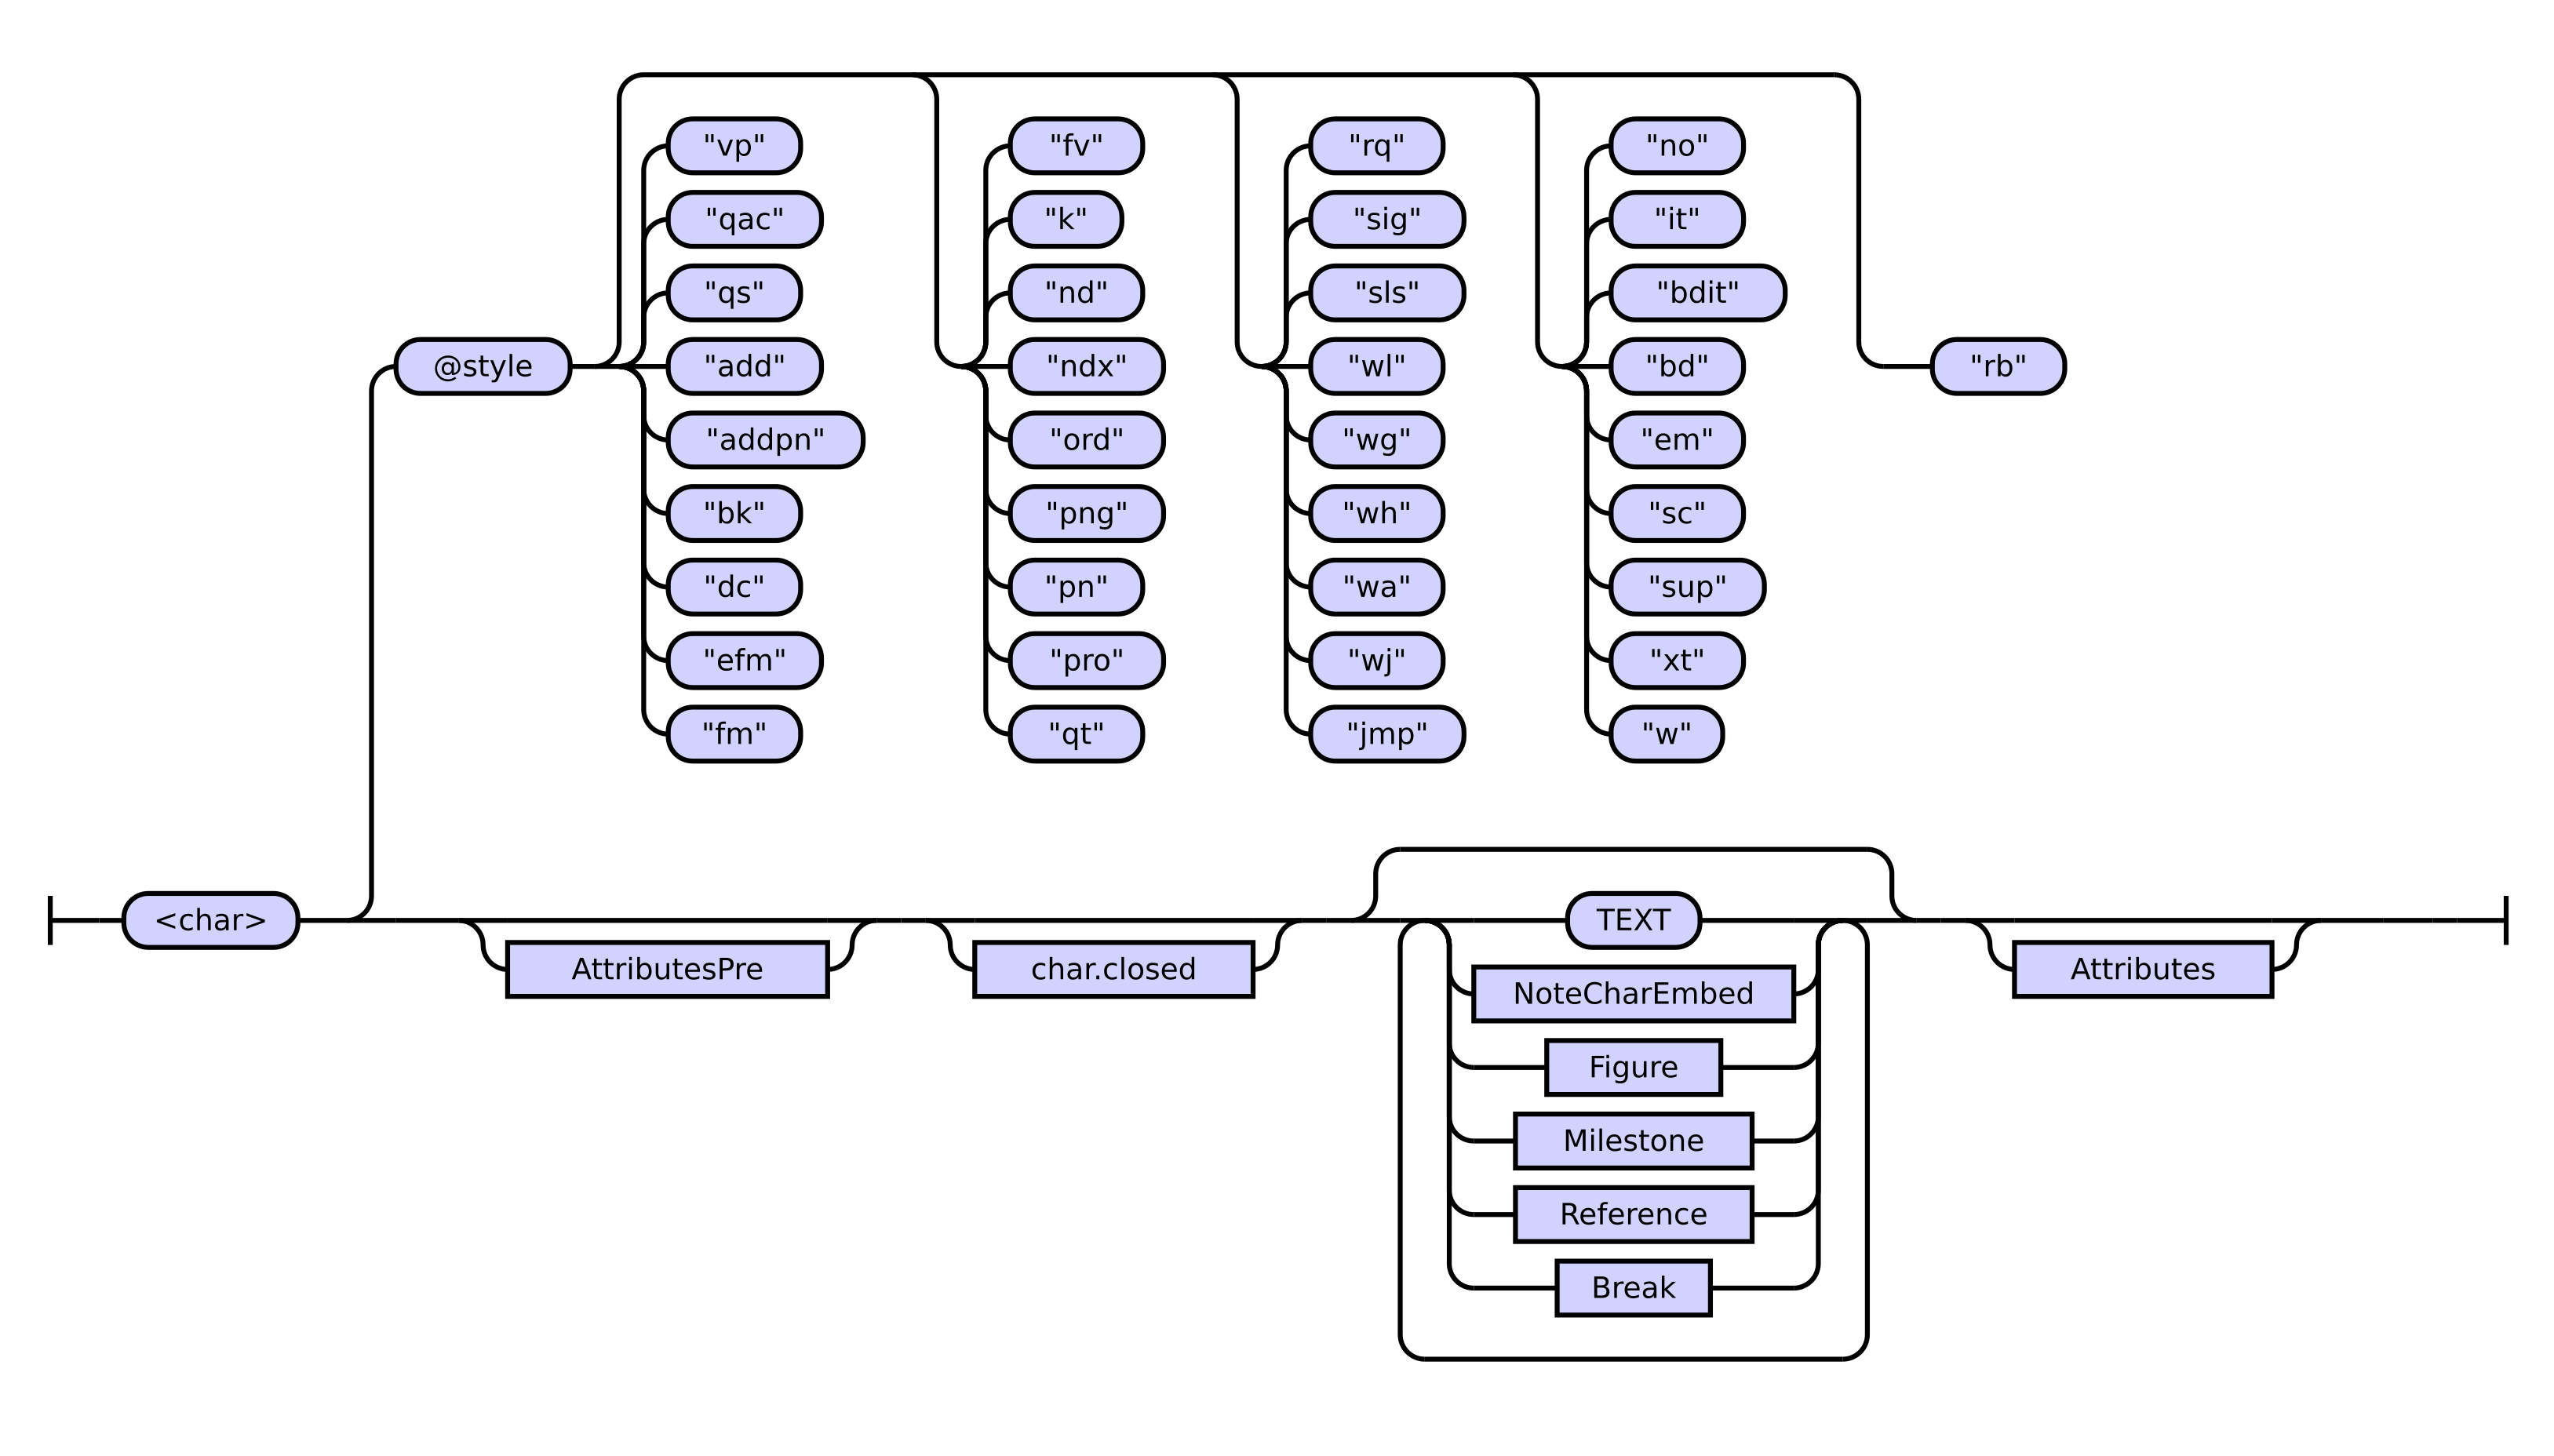 @style
"vp"
"qac"
"qs"
"add"
"addpn"
"bk"
"dc"
"efm"
"fm"
"fv"
"k"
"nd"
"ndx"
"ord"
"png"
"pn"
"pro"
"qt"
"rq"
"sig"
"sls"
"wl"
"wg"
"wh"
"wa"
"wj"
"jmp"
"no"
"it"
"bdit"
"bd"
"em"
"sc"
"sup"
"xt"
"w"
"rb"
<char>
AttributesPre
char.closed
TEXT
NoteCharEmbed
Figure
Milestone
Reference
Break
Attributes